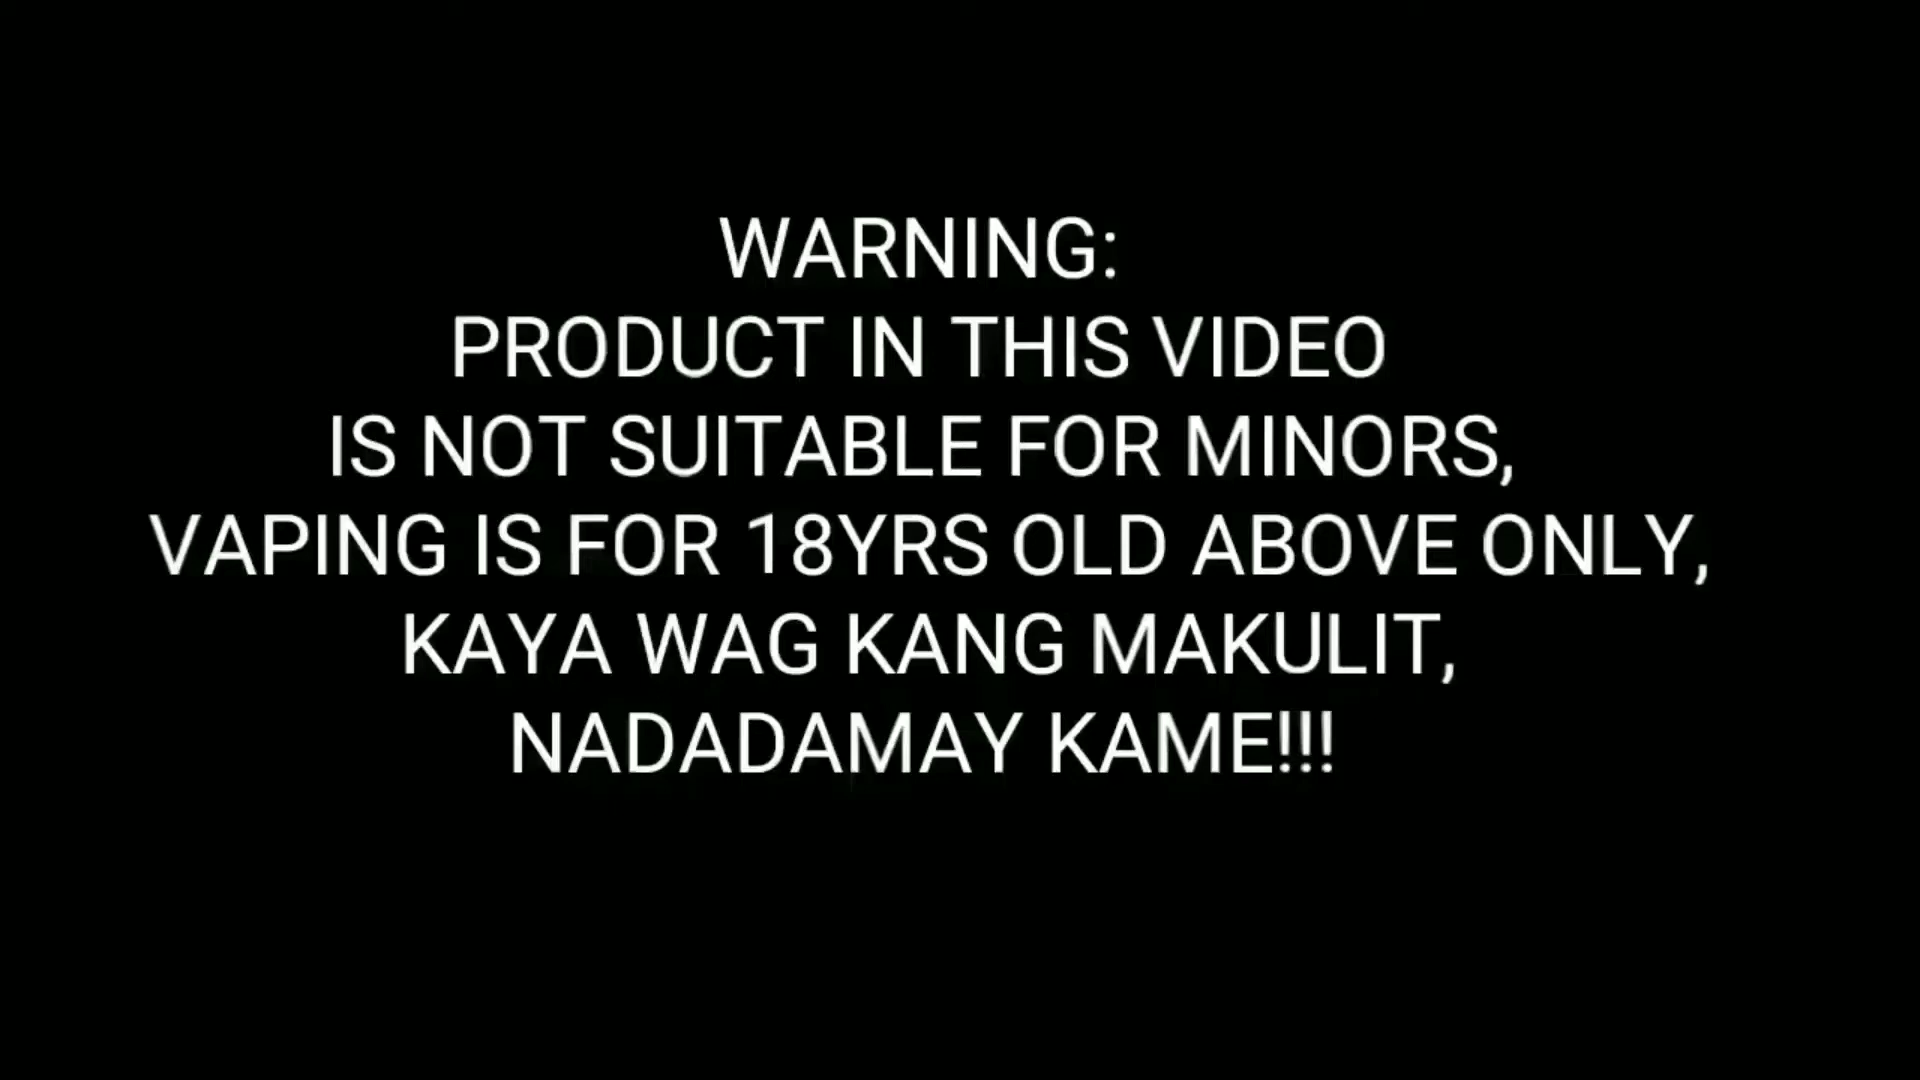 WARNING:
PRODUCT IN THIS VIDEO
IS NOT SUITABLE FOR MINORS,
VAPING IS FOR 18YRS OLD ABOVE ONLY,
KAYA WAG KANG MAKULIT,
NADADAMAY KAME!!!